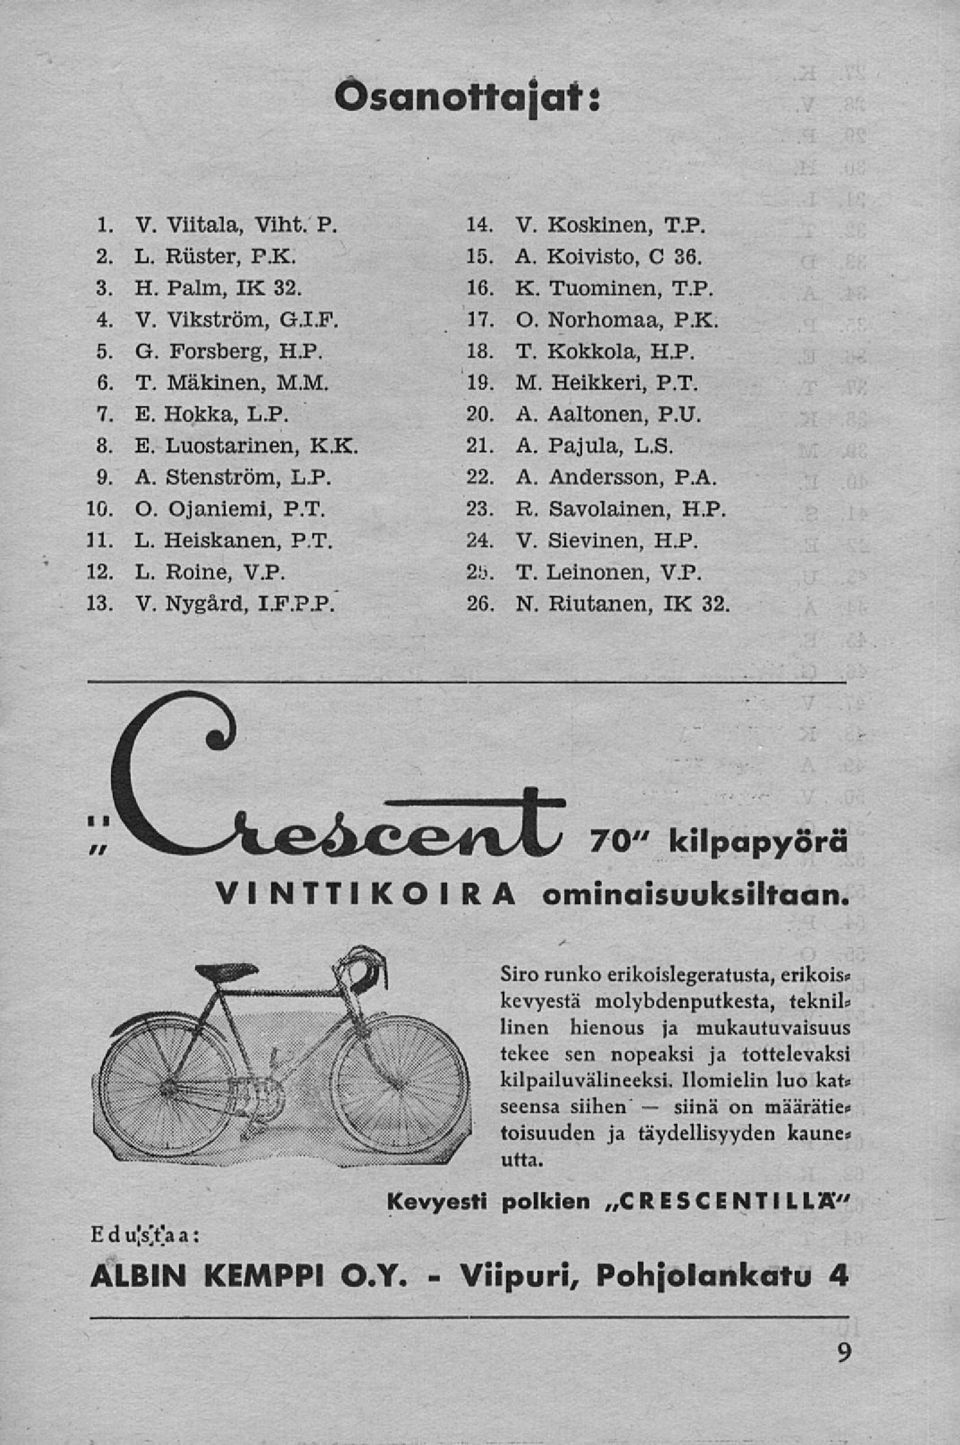 Osanottajat:
1. V. Viitala, Viht. P.
2. L. Rüster, P.K.
3. H. Palm, IK 32.
4. V. Vikström, G.I.F.
5. G. Forsberg, H.P.
6. T. Mäkinen, M.M.
7. E. Hokka, L.P.
8. E. Luostarinen, K.K.
9. A. Stenström, L.P.
10. O. Ojaniemi, P.T.
11. L. Heiskanen, P.T.
12. L. Roine, V.P.
13. V. Nygård, I.F.P.P.
14. V. Koskinen, T.P.
15. A. Koivisto, C 36.
16. K. Tuominen, T.P.
17. O. Norhomaa, P.K.
18. T. Kokkola, H.P.
19. M. Heikkeri, P.T.
20. A. Aaltonen, P.U.
21. A. Pajula, L.S.
22. A. Andersson, P.A.
23. R. Savolainen, H.P.
24. V. Sievinen, H.P.
25. T. Leinonen, V.P.
26. N. Riutanen, IK 32.
„Crescent 70" kilpapyörä
VINTTIKOIRA ominaisuuksiltaan.
Siro runko erikoislegeratusta, erikois-
kevyestä molybdenputkesta, teknil-
linen hienous ja mukautuvaisuus
tekee sen nopeaksi ja tottelevaksi
kilpailuvälineeksi. Ilomielin luo kat-
seensa siihen — siinä on määrätie-
toisuuden ja täydellisyyden kaune-
utta.
Kevyesti polkien „CRESCENTILLÄ"
Edustaa:
ALBIN KEMPPI O.Y. - Viipuri, Pohjolankatu 4
9